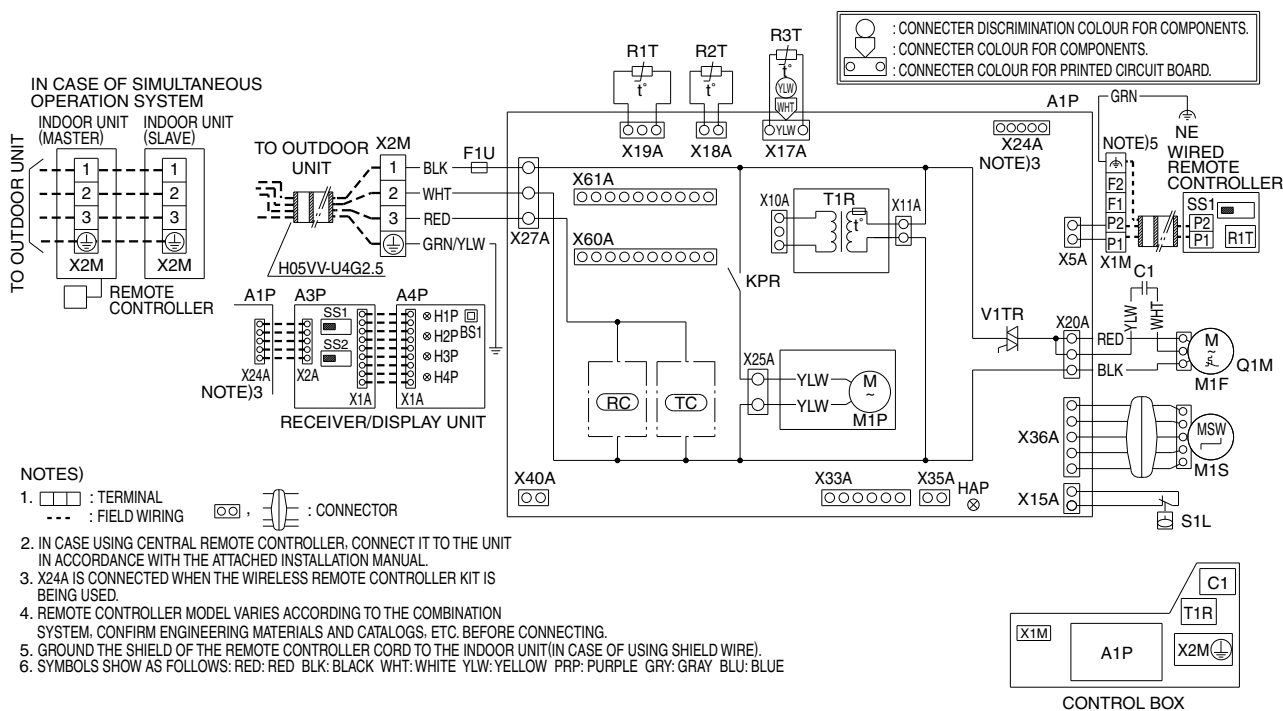 : CONNECTER DISCRIMINATION COLOUR FOR COMPONENTS.
: CONNECTER COLOUR FOR COMPONENTS.
: CONNECTER COLOUR FOR PRINTED CIRCUIT BOARD.
IN CASE OF SIMULTANEOUS
OPERATION SYSTEM
INDOOR UNIT
(MASTER)
INDOOR UNIT
(SLAVE)
TO OUTDOOR UNIT
1
2
3
X2M
1
2
3
X2M
REMOTE
CONTROLLER
TO OUTDOOR
UNIT
X2M
1
2
3
BLK
F1U
WHT
RED
GRN/YLW
X27A
H05VV-U4G2.5
R1T
t°
X19A
R2T
t°
X18A
R3T
t°
YLW
WHT
YLW
X17A
A1P
X24A
NOTE)3
GRN
NE
NOTE)5
WIRED
REMOTE
CONTROLLER
F2
F1
P2
P1
X1M
X5A
SS1
P2
P1
R1T
X61A
X60A
X10A
T1R
t°
X11A
KPR
A1P
X24A
NOTE)3
A3P
SS1
SS2
X2A
X1A
A4P
H1P
H2P
H3P
H4P
BS1
X1A
RECEIVER/DISPLAY UNIT
RC
TC
X25A
YLW
YLW
M
~
M1P
V1TR
X20A
C1
YLW
WHT
RED
BLK
M
~
Q1M
M1F
X36A
MSW
M1S
X15A
S1L
X40A
X33A
X35A
HAP
NOTES)
1. : TERMINAL
: FIELD WIRING
, : CONNECTOR
2. IN CASE USING CENTRAL REMOTE CONTROLLER, CONNECT IT TO THE UNIT
IN ACCORDANCE WITH THE ATTACHED INSTALLATION MANUAL.
3. X24A IS CONNECTED WHEN THE WIRELESS REMOTE CONTROLLER KIT IS
BEING USED.
4. REMOTE CONTROLLER MODEL VARIES ACCORDING TO THE COMBINATION
SYSTEM, CONFIRM ENGINEERING MATERIALS AND CATALOGS, ETC. BEFORE CONNECTING.
5. GROUND THE SHIELD OF THE REMOTE CONTROLLER CORD TO THE INDOOR UNIT(IN CASE OF USING SHIELD WIRE).
6. SYMBOLS SHOW AS FOLLOWS: RED: RED BLK: BLACK WHT: WHITE YLW: YELLOW PRP: PURPLE GRY: GRAY BLU: BLUE
C1
T1R
X1M
A1P
X2M
CONTROL BOX